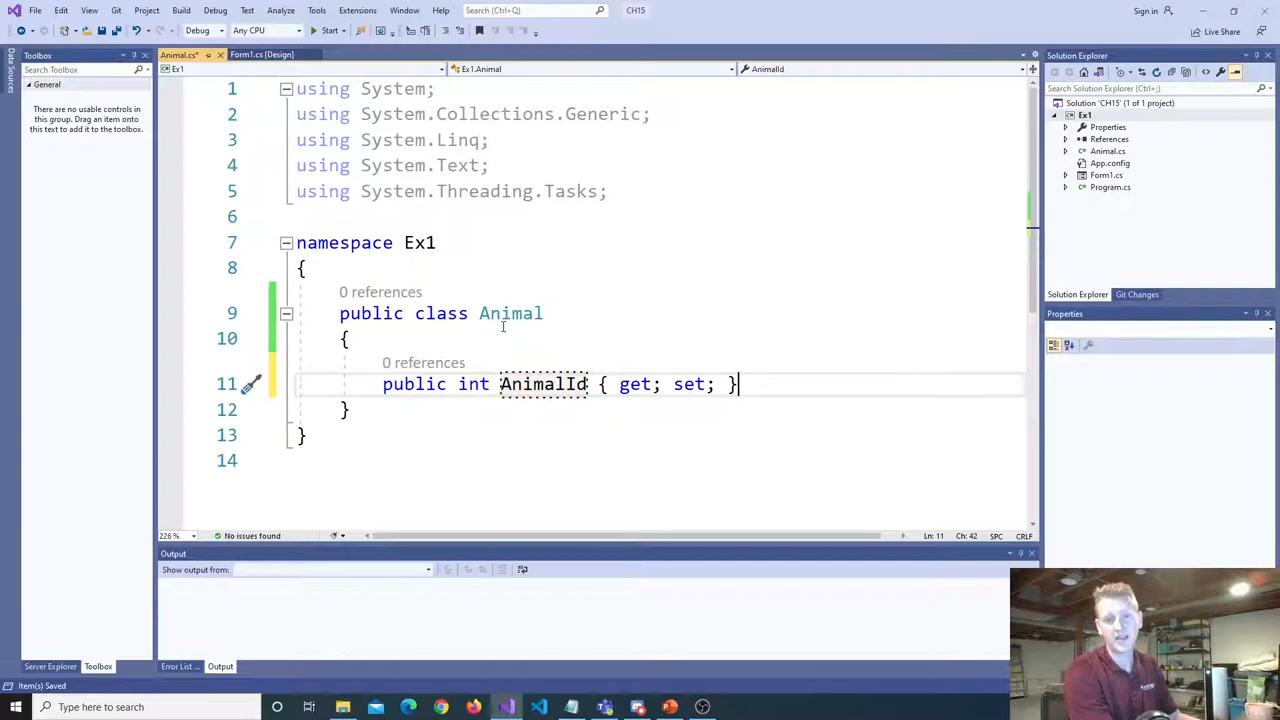 File Edit View Git Project Build Debug Test Analyze Tools Extensions Window Help Search (Ctrl+Q) CH15 Sign in
Debug Any CPU Start Live Share
Data Sources
Toolbox
Search Toolbox
General
There are no usable controls in
this group. Drag an item onto
this text to add it to the toolbox.
Server Explorer Toolbox
Animal.cs* Form1.cs [Design]
Ex1 Ex1.Animal AnimalId
1 using System;
2 using System.Collections.Generic;
3 using System.Linq;
4 using System.Text;
5 using System.Threading.Tasks;
6
7 namespace Ex1
8 {
0 references
9 public class Animal
10 {
0 references
11 public int AnimalId { get; set; }
12 }
13 }
14
226 % No issues found Ln: 11 Ch: 42 SPC CRLF
Output
Show output from:
Error List ... Output
Solution Explorer
Search Solution Explorer (Ctrl+;)
Solution 'CH15' (1 of 1 project)
Ex1
Properties
References
Animal.cs
App.config
Form1.cs
Program.cs
Solution Explorer Git Changes
Properties
Item(s) Saved
Type here to search